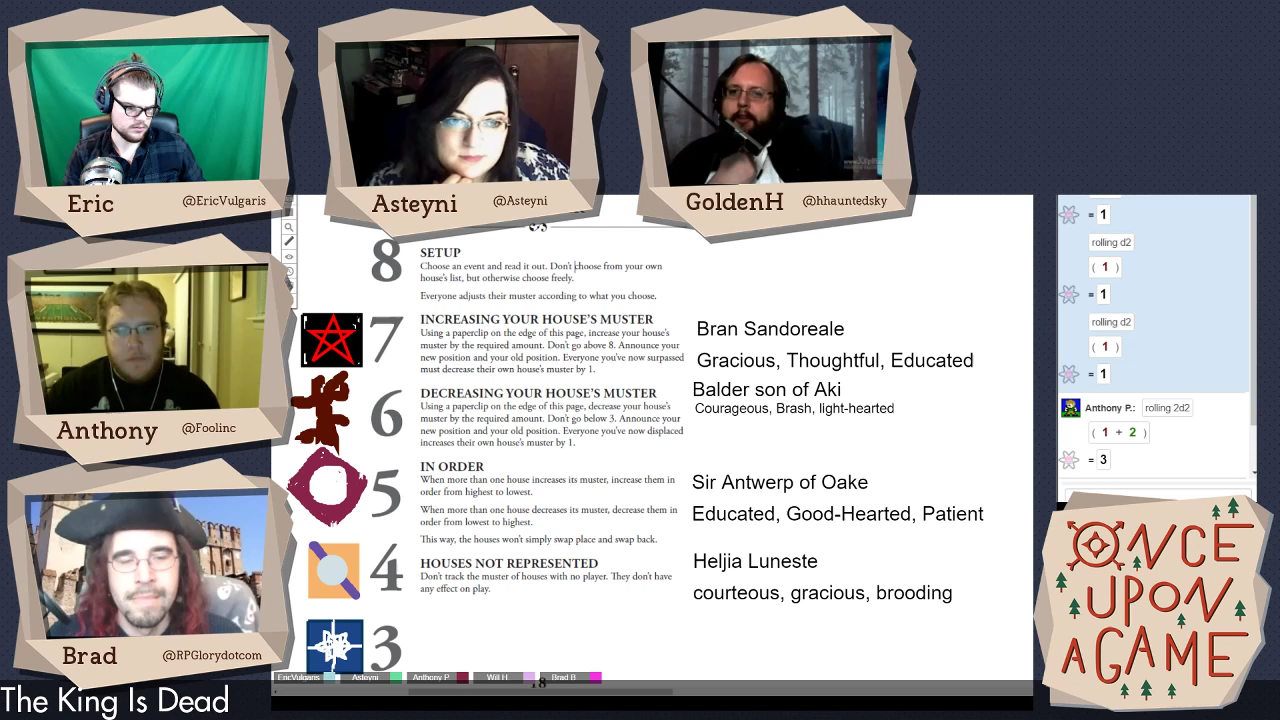 Eric
@EricVulgaris
Asteyni
@Asteyni
GoldenH
@hhauntedsky
Anthony
@Foolinc
Brad
@RPGlorydotcom
8
SETUP
Choose an event and read it out. Don't choose from your own
house's list, but otherwise choose freely.
Everyone adjusts their muster according to what you choose.
7
INCREASING YOUR HOUSE'S MUSTER
Using a paperclip on the edge of this page, increase your house's
muster by the required amount. Don't go above 8. Announce your
new position and your old position. Everyone you've now surpassed
must decrease their own house's muster by 1.
6
DECREASING YOUR HOUSE'S MUSTER
Using a paperclip on the edge of this page, decrease your house's
muster by the required amount. Don't go below 3. Announce your
new position and your old position. Everyone you've now displaced
increases their own house's muster by 1.
5
IN ORDER
When more than one house increases its muster, increase them in
order from highest to lowest.
When more than one house decreases its muster, decrease them in
order from lowest to highest.
This way, the houses won't simply swap place and swap back.
4
HOUSES NOT REPRESENTED
Don't track the muster of houses with no player. They don't have
any effect on play.
3
18
Bran Sandoreale
Gracious, Thoughtful, Educated
Balder son of Aki
Courageous, Brash, light-hearted
Sir Antwerp of Oake
Educated, Good-Hearted, Patient
Heljia Luneste
courteous, gracious, brooding
EricVulgaris
Asteyni
Anthony P.
Will H
Brad B
= 1
rolling d2
( 1 )
= 1
rolling d2
( 1 )
= 1
Anthony P.: rolling 2d2
( 1 + 2 )
= 3
ONCE
UPON
A GAME
The King Is Dead